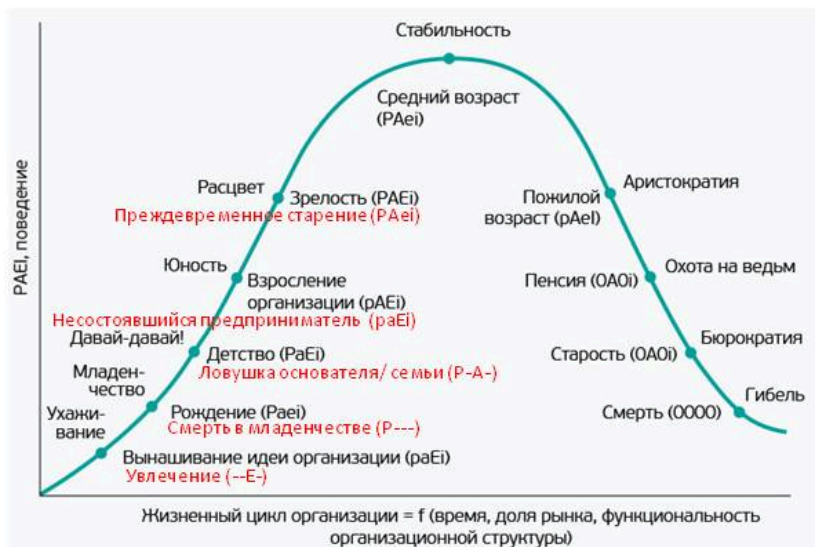 Стабильность
Средний возраст
(PAei)
Расцвет
Зрелость (PAEi)
Преждевременное старение (PAei)
Пожилой
возраст (pAeI)
Аристократия
Юность
Взросление
организации (pAEi)
Пенсия (0A0i)
Охота на ведьм
Несостоявшийся предприниматель (paEi)
Давай-давай!
Детство (PaEi)
Ловушка основателя/ семьи (P-A-)
Старость (0A0i)
Бюрократия
Младен-
чество
Рождение (Paei)
Смерть в младенчестве (P---)
Смерть (0000)
Гибель
Ухажи-
вание
Вынашивание идеи организации (paEi)
Увлечение (--E-)
PAEI, поведение
Жизненный цикл организации = f (время, доля рынка, функциональность
организационной структуры)